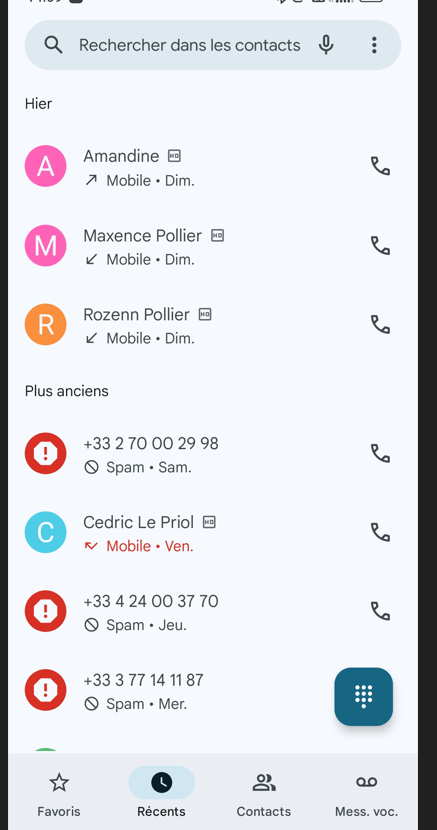 Rechercher dans les contacts
Hier
A
Amandine HD
Mobile • Dim.
M
Maxence Pollier HD
Mobile • Dim.
R
Rozenn Pollier HD
Mobile • Dim.
Plus anciens
+33 2 70 00 29 98
Spam • Sam.
C
Cedric Le Priol HD
Mobile • Ven.
+33 4 24 00 37 70
Spam • Jeu.
+33 3 77 14 11 87
Spam • Mer.
Favoris
Récents
Contacts
Mess. voc.